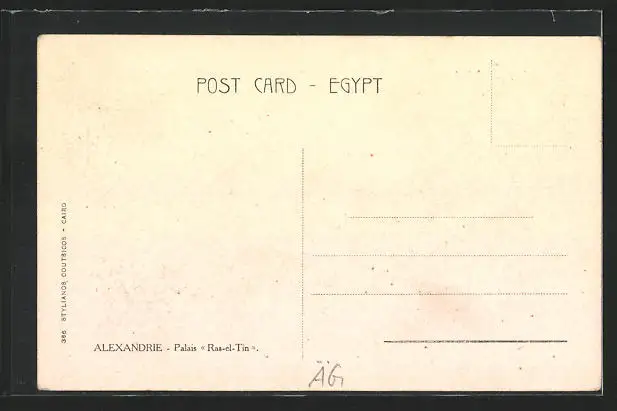 POST CARD - EGYPT
366 STYLIANOS COUTSICOS - CAIRO
ALEXANDRIE - Palais « Ras-el-Tin ».
ÄG